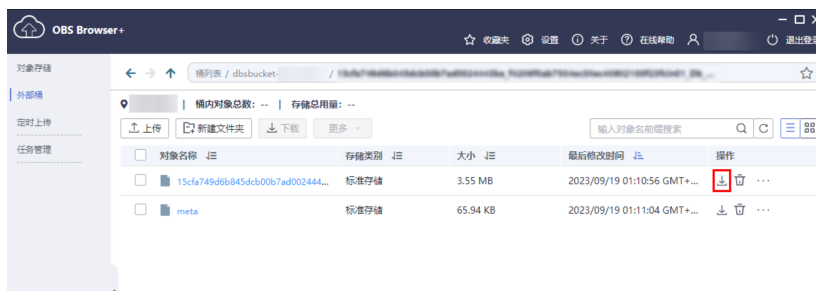 OBS Browser+
收藏夹 设置 关于 在线帮助 退出登录
对象存储
外部桶
定时上传
任务管理
桶列表 / dbsbucket- /
| 桶内对象总数: -- | 存储总用量: --
上传 新建文件夹 下载 更多 输入对象名前缀搜索
对象名称 存储类别 大小 最后修改时间 操作
15cfa749d6b845dcb00b7ad002444... 标准存储 3.55 MB 2023/09/19 01:10:56 GMT+... ···
meta 标准存储 65.94 KB 2023/09/19 01:11:04 GMT+... ···